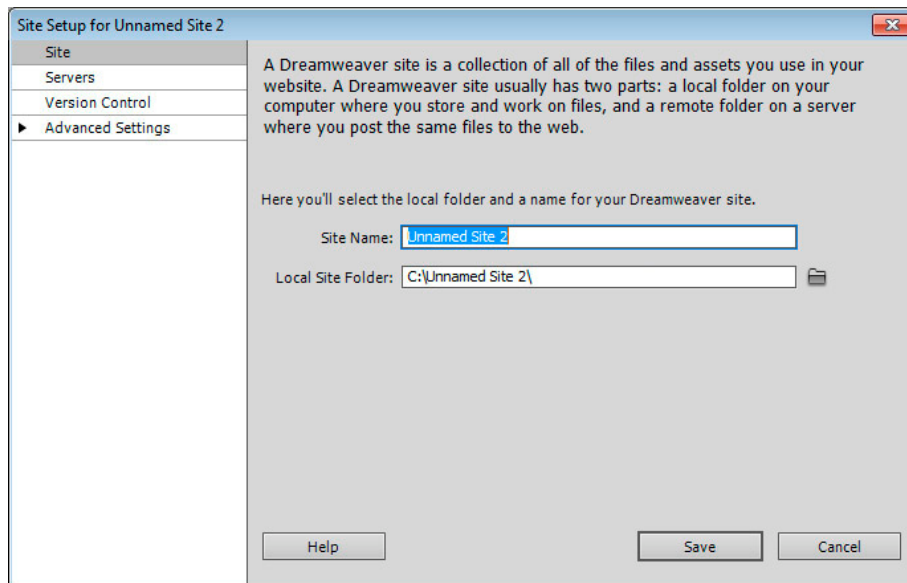 Site Setup for Unnamed Site 2
Site
Servers
Version Control
Advanced Settings
A Dreamweaver site is a collection of all of the files and assets you use in your
website. A Dreamweaver site usually has two parts: a local folder on your
computer where you store and work on files, and a remote folder on a server
where you post the same files to the web.
Here you'll select the local folder and a name for your Dreamweaver site.
Site Name: Unnamed Site 2
Local Site Folder: C:\Unnamed Site 2\
Help Save Cancel